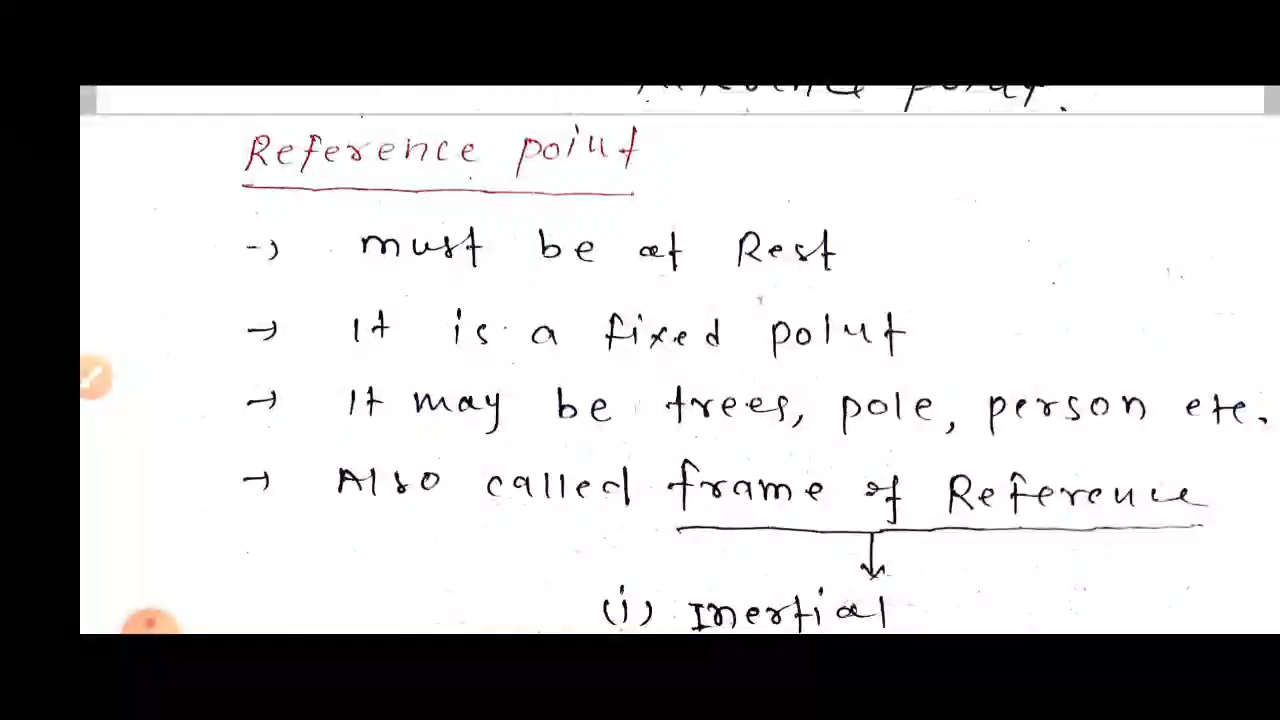 point.
Reference point
→ must be at Rest
→ It is a fixed point
→ It may be trees, pole, person etc.
→ Also called frame of Reference
↓
(i) Inertial